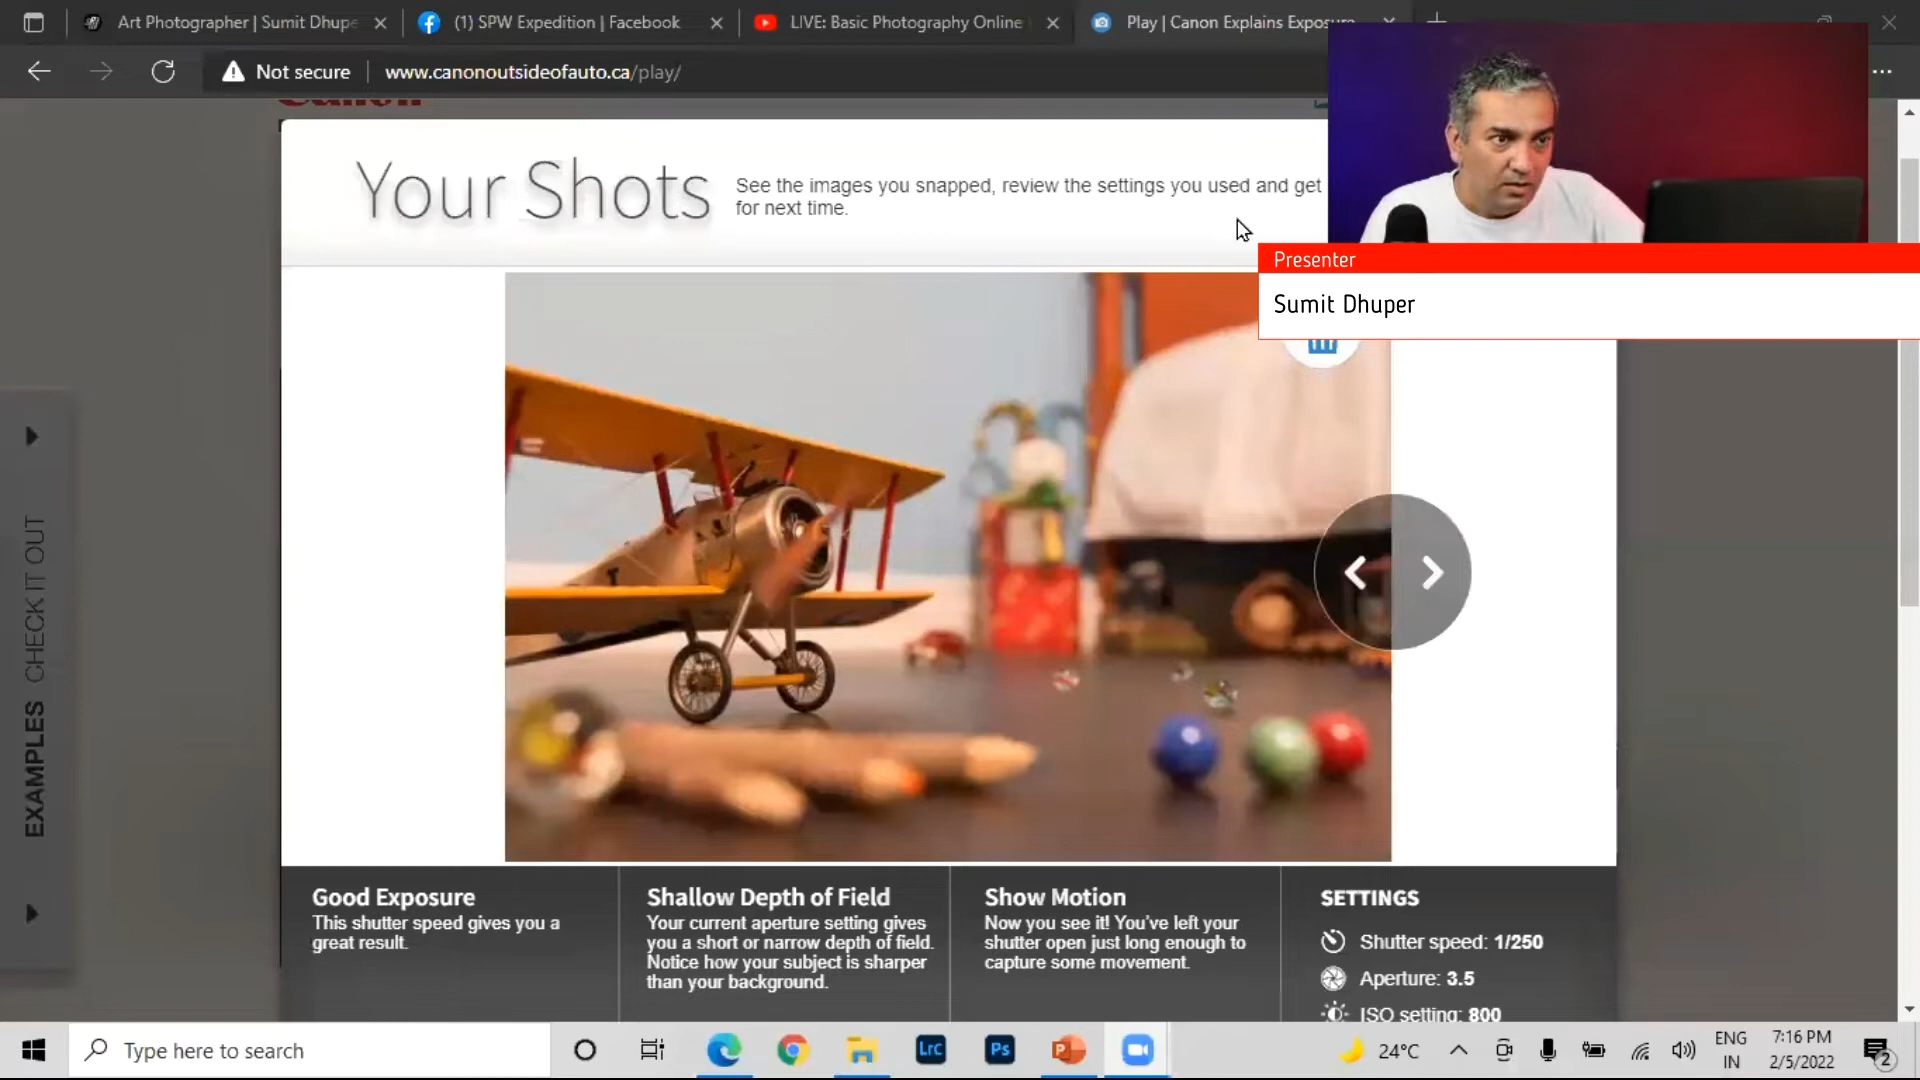 Art Photographer | Sumit Dhupe
(1) SPW Expedition | Facebook
LIVE: Basic Photography Online
Play | Canon Explains Exposure
Not secure
www.canonoutsideofauto.ca/play/
Canon
Your Shots
See the images you snapped, review the settings you used and get
for next time.
Presenter
Sumit Dhuper
EXAMPLES CHECK IT OUT
Good Exposure
This shutter speed gives you a
great result.
Shallow Depth of Field
Your current aperture setting gives
you a short or narrow depth of field.
Notice how your subject is sharper
than your background.
Show Motion
Now you see it! You've left your
shutter open just long enough to
capture some movement.
SETTINGS
Shutter speed: 1/250
Aperture: 3.5
ISO setting: 800
Type here to search
LrC
Ps
P
24°C
ENG
IN
7:16 PM
2/5/2022
2